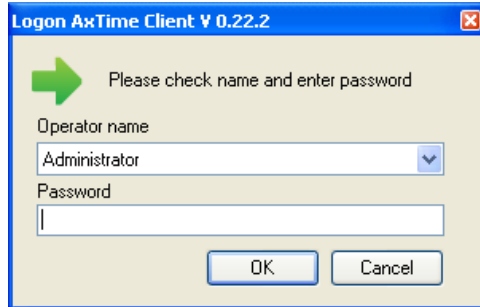 Logon AxTime Client V 0.22.2
Please check name and enter password
Operator name
Administrator
Password
OK Cancel